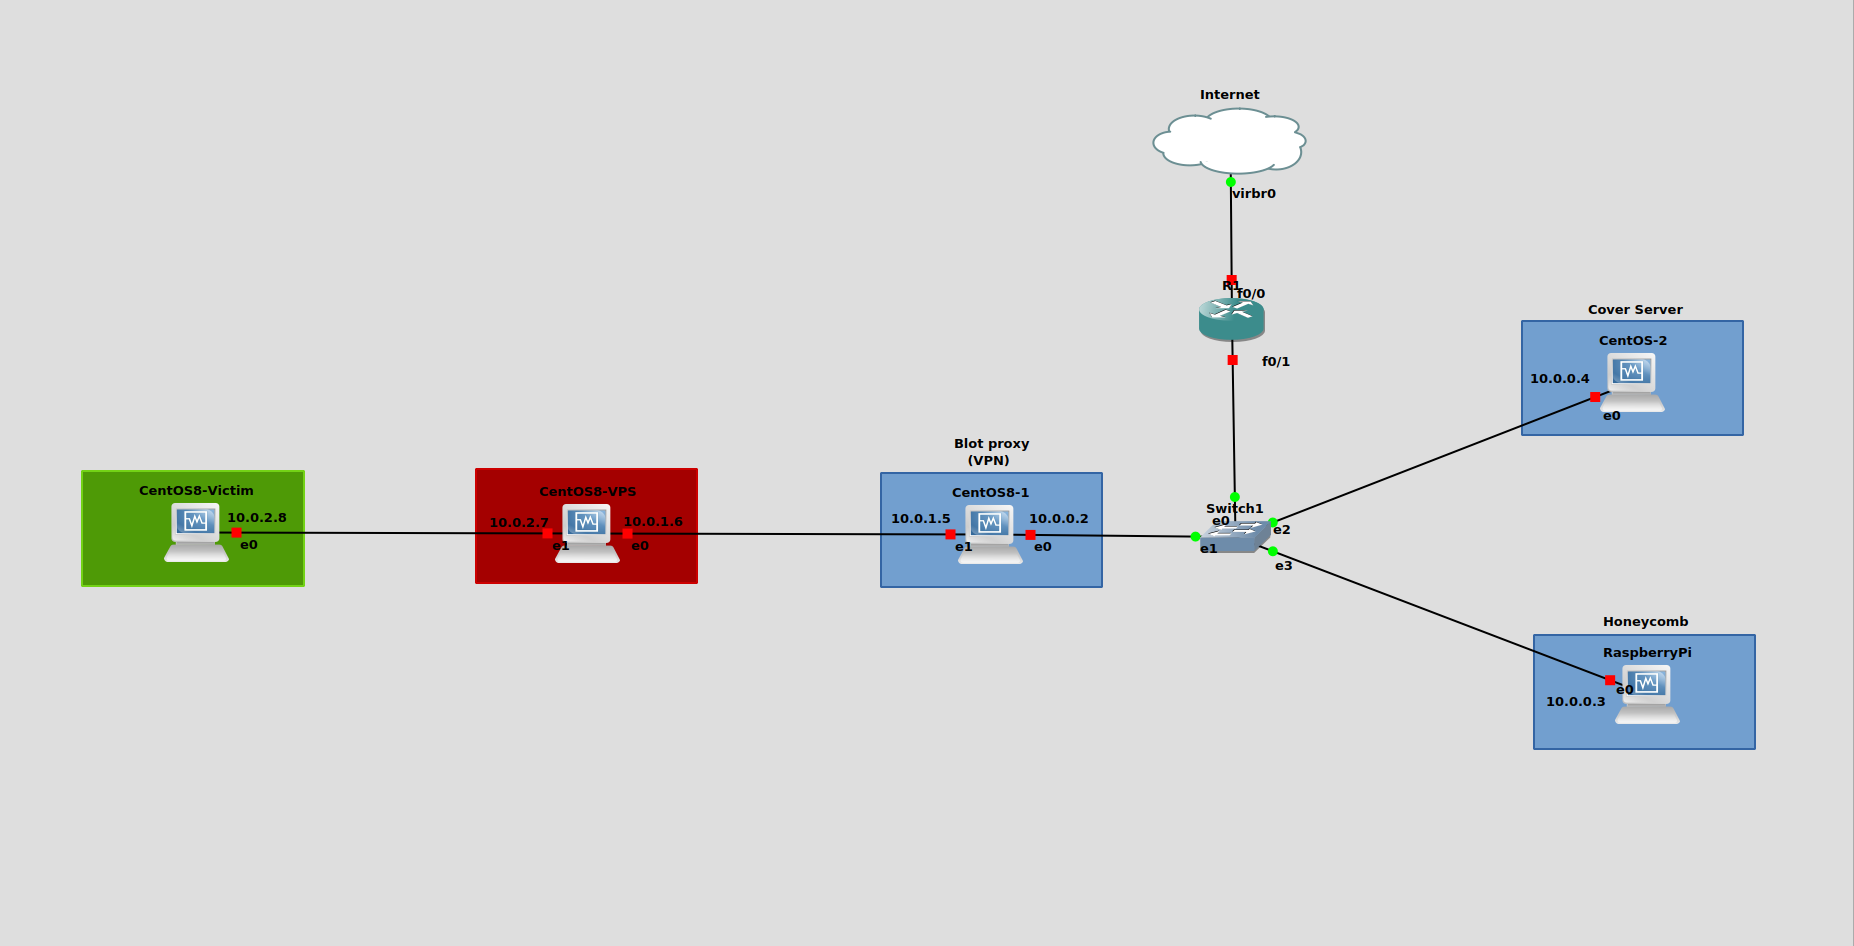 Internet
virbr0
R1
f0/0
f0/1
Cover Server
CentOS-2
10.0.0.4
e0
Blot proxy
(VPN)
CentOS8-Victim
10.0.2.8
e0
CentOS8-VPS
10.0.2.7
e1
10.0.1.6
e0
CentOS8-1
10.0.1.5
e1
10.0.0.2
e0
Switch1
e0
e1
e2
e3
Honeycomb
RaspberryPi
e0
10.0.0.3